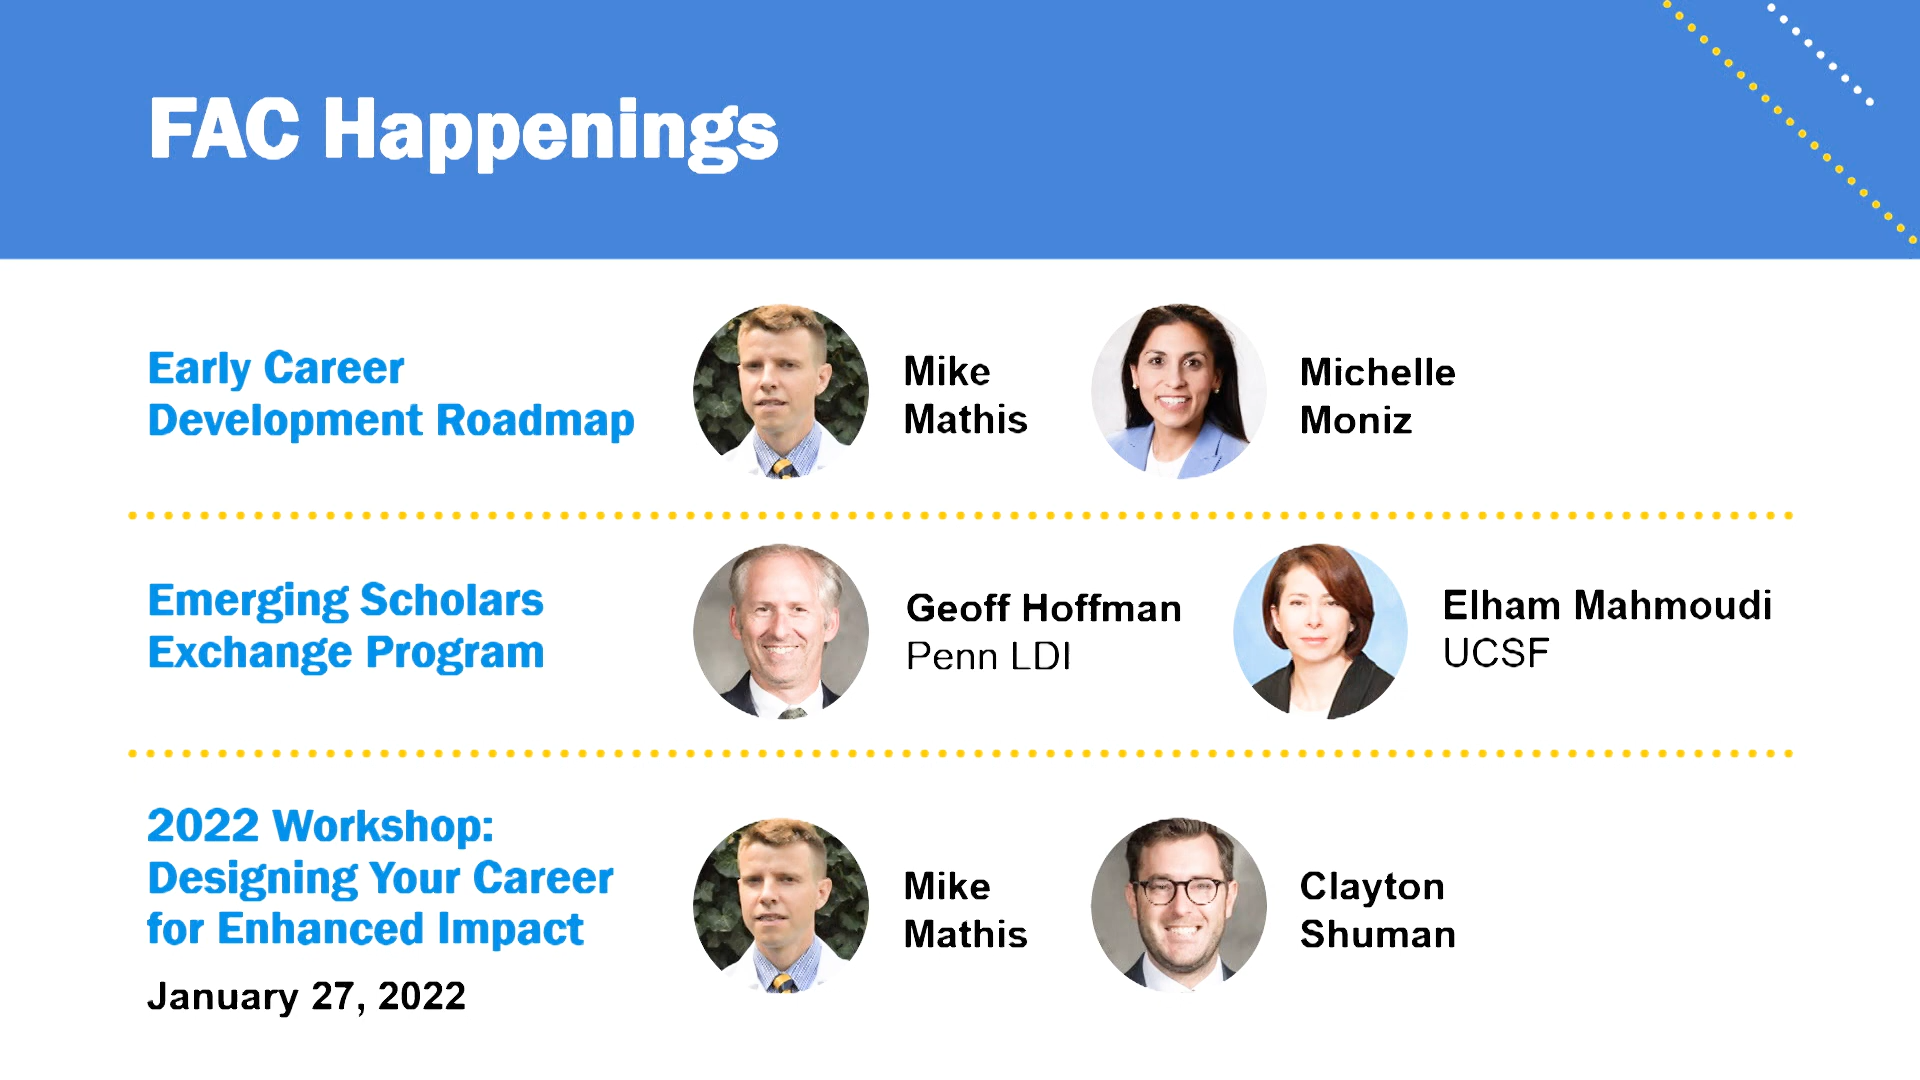 FAC Happenings
Early Career
Development Roadmap
Mike
Mathis
Michelle
Moniz
Emerging Scholars
Exchange Program
Geoff Hoffman
Penn LDI
Elham Mahmoudi
UCSF
2022 Workshop:
Designing Your Career
for Enhanced Impact
January 27, 2022
Mike
Mathis
Clayton
Shuman